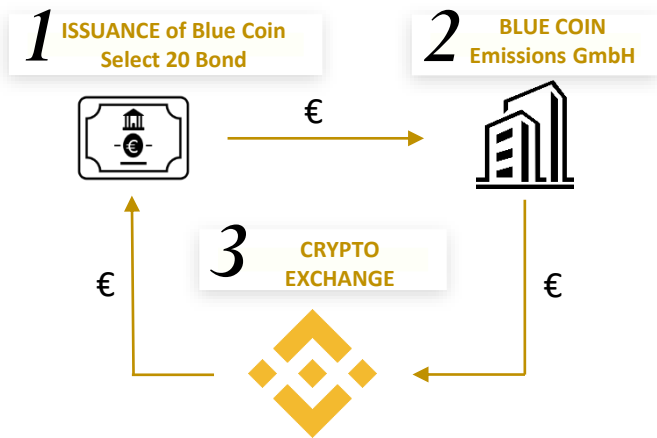 1 ISSUANCE of Blue Coin
Select 20 Bond
2 BLUE COIN
Emissions GmbH
€
-€-
€
€
3 CRYPTO
EXCHANGE